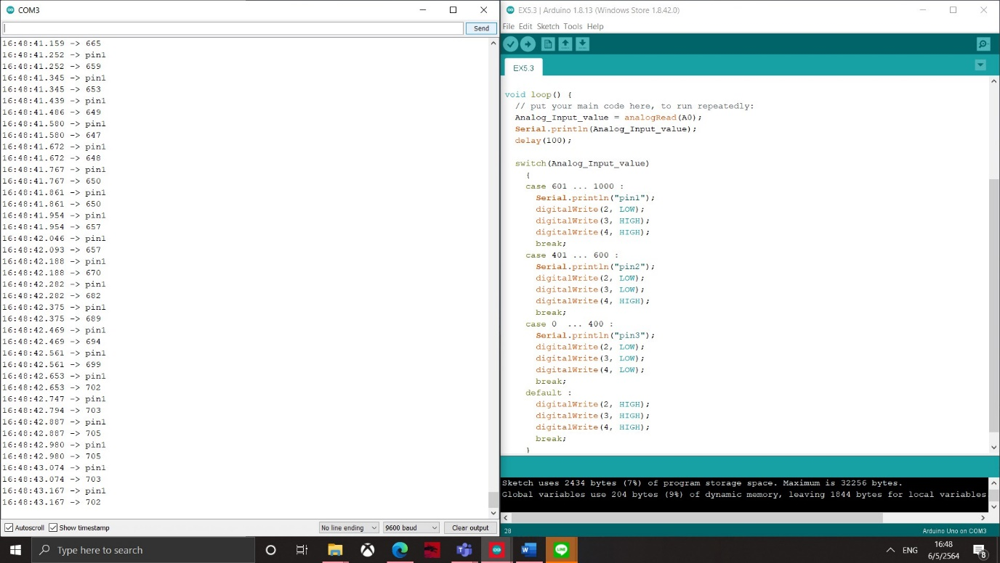 COM3
Send
16:48:41.159 -> 665
16:48:41.252 -> pin1
16:48:41.252 -> 659
16:48:41.345 -> pin1
16:48:41.345 -> 653
16:48:41.439 -> pin1
16:48:41.486 -> 649
16:48:41.580 -> pin1
16:48:41.580 -> 647
16:48:41.672 -> pin1
16:48:41.672 -> 648
16:48:41.767 -> pin1
16:48:41.767 -> 650
16:48:41.861 -> pin1
16:48:41.861 -> 650
16:48:41.954 -> pin1
16:48:41.954 -> 657
16:48:42.046 -> pin1
16:48:42.093 -> 657
16:48:42.188 -> pin1
16:48:42.188 -> 670
16:48:42.282 -> pin1
16:48:42.282 -> 682
16:48:42.375 -> pin1
16:48:42.375 -> 689
16:48:42.469 -> pin1
16:48:42.469 -> 694
16:48:42.561 -> pin1
16:48:42.561 -> 699
16:48:42.653 -> pin1
16:48:42.653 -> 702
16:48:42.747 -> pin1
16:48:42.794 -> 703
16:48:42.887 -> pin1
16:48:42.887 -> 705
16:48:42.980 -> pin1
16:48:42.980 -> 705
16:48:43.074 -> pin1
16:48:43.074 -> 703
16:48:43.167 -> pin1
16:48:43.167 -> 702
Autoscroll Show timestamp
No line ending 9600 baud Clear output
EX5.3 | Arduino 1.8.13 (Windows Store 1.8.42.0)
File Edit Sketch Tools Help
EX5.3
void loop() {
// put your main code here, to run repeatedly:
Analog_Input_value = analogRead(A0);
Serial.println(Analog_Input_value);
delay(100);
switch(Analog_Input_value)
{
case 601 ... 1000 :
Serial.println("pin1");
digitalWrite(2, LOW);
digitalWrite(3, HIGH);
digitalWrite(4, HIGH);
break;
case 401 ... 600 :
Serial.println("pin2");
digitalWrite(2, LOW);
digitalWrite(3, LOW);
digitalWrite(4, HIGH);
break;
case 0  ... 400 :
Serial.println("pin3");
digitalWrite(2, LOW);
digitalWrite(3, LOW);
digitalWrite(4, LOW);
break;
default :
digitalWrite(2, HIGH);
digitalWrite(3, HIGH);
digitalWrite(4, HIGH);
break;
}
Sketch uses 2434 bytes (7%) of program storage space. Maximum is 32256 bytes.
Global variables use 204 bytes (9%) of dynamic memory, leaving 1844 bytes for local variables
28
Arduino Uno on COM3
Type here to search
ENG
16:48
6/5/2564
8